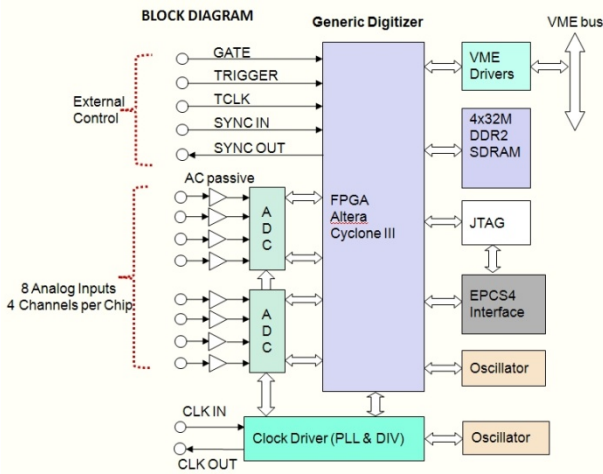 BLOCK DIAGRAM
Generic Digitizer
VME bus
GATE
TRIGGER
TCLK
SYNC IN
SYNC OUT
External
Control
AC passive
8 Analog Inputs
4 Channels per Chip
A
D
C
A
D
C
FPGA
Altera
Cyclone III
VME
Drivers
4x32M
DDR2
SDRAM
JTAG
EPCS4
Interface
Oscillator
CLK IN
CLK OUT
Clock Driver (PLL & DIV)
Oscillator